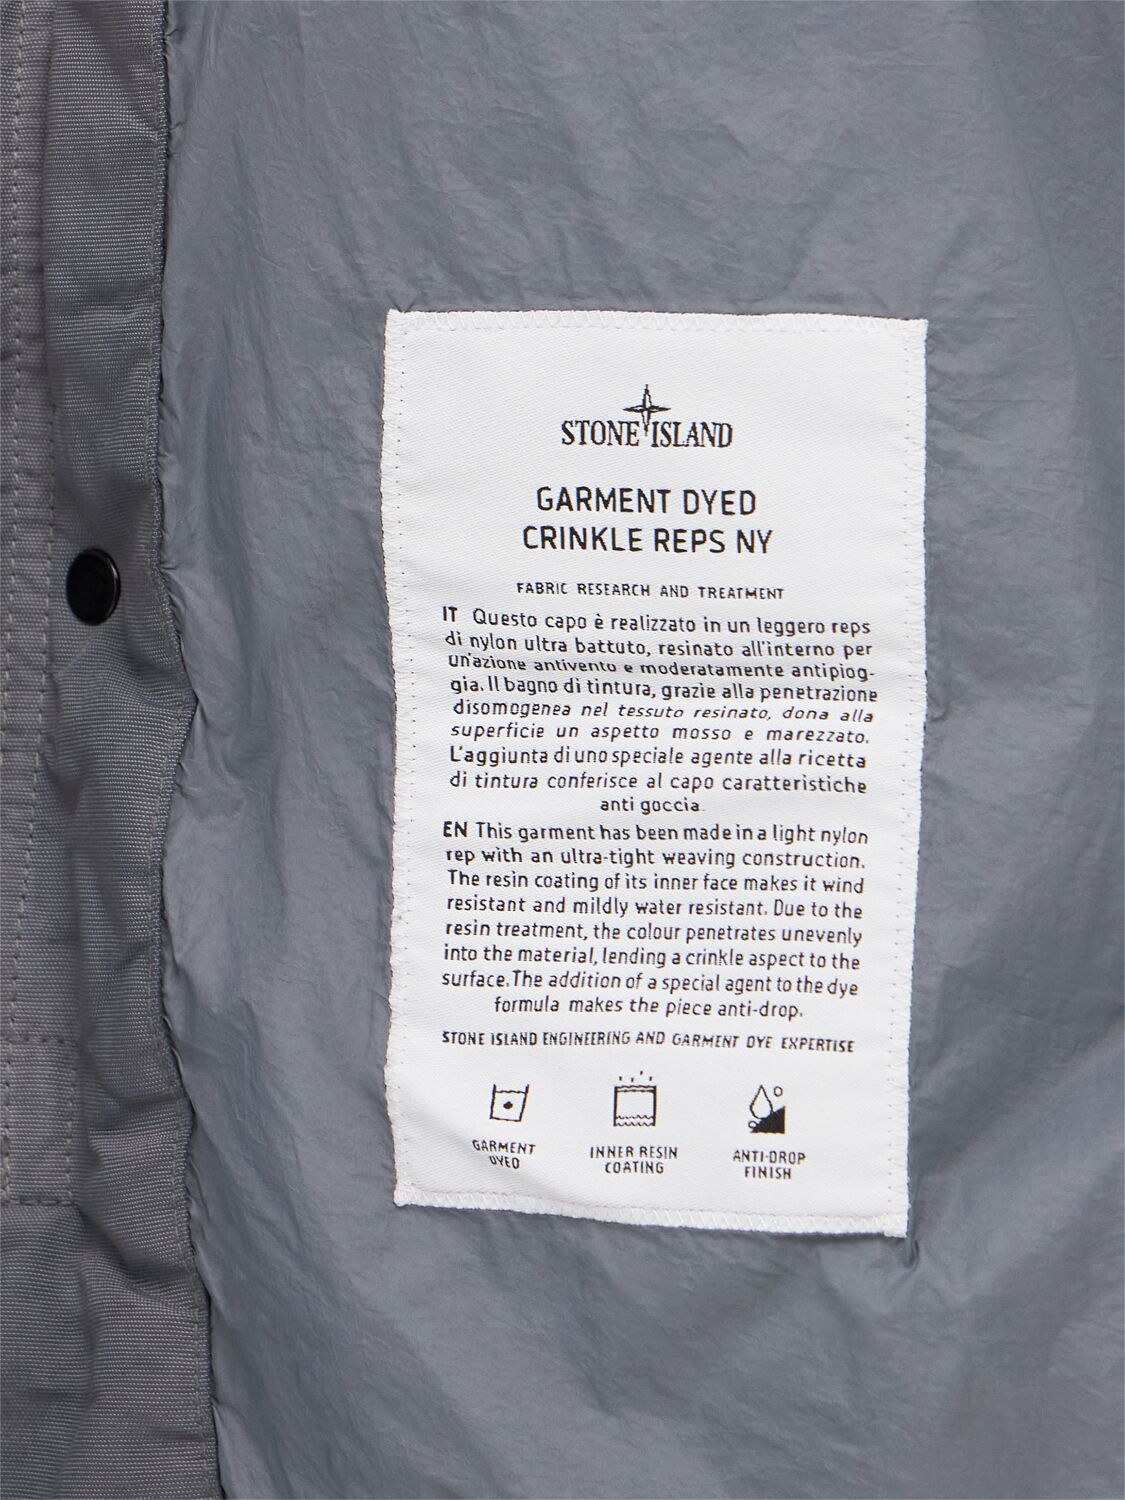 STONE ISLAND
GARMENT DYED
CRINKLE REPS NY
FABRIC RESEARCH AND TREATMENT
IT Questo capo è realizzato in un leggero reps
di nylon ultra battuto, resinato all'interno per
un'azione antivento e moderatamente antipiog-
gia. Il bagno di tintura, grazie alla penetrazione
disomogenea nel tessuto resinato, dona alla
superficie un aspetto mosso e marezzato.
L'aggiunta di uno speciale agente alla ricetta
di tintura conferisce al capo caratteristiche
anti goccia.
EN This garment has been made in a light nylon
rep with an ultra-tight weaving construction.
The resin coating of its inner face makes it wind
resistant and mildly water resistant. Due to the
resin treatment, the colour penetrates unevenly
into the material, lending a crinkle aspect to the
surface. The addition of a special agent to the dye
formula makes the piece anti-drop.
STONE ISLAND ENGINEERING AND GARMENT DYE EXPERTISE
GARMENT
DYED
INNER RESIN
COATING
ANTI-DROP
FINISH